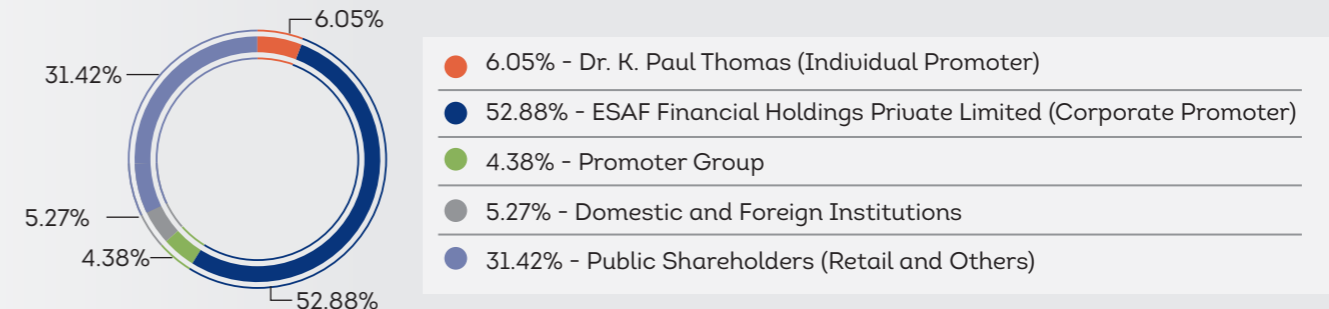 6.05%
31.42%
5.27%
4.38%
52.88%
6.05% - Dr. K. Paul Thomas (Individual Promoter)
52.88% - ESAF Financial Holdings Private Limited (Corporate Promoter)
4.38% - Promoter Group
5.27% - Domestic and Foreign Institutions
31.42% - Public Shareholders (Retail and Others)